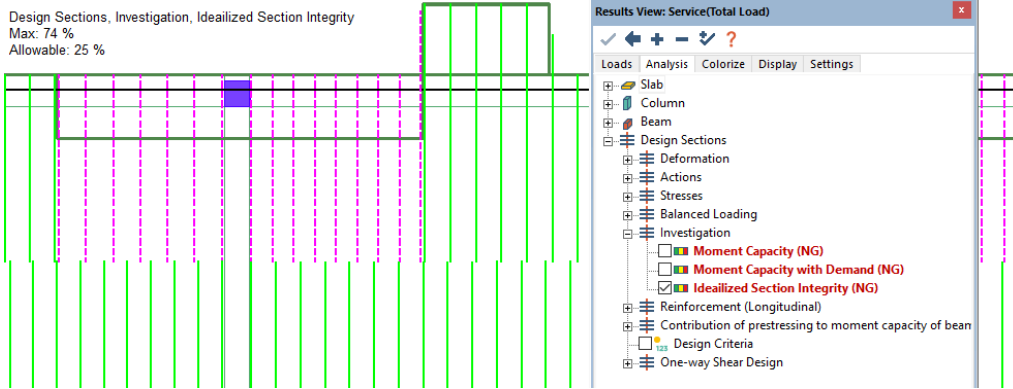 Design Sections, Investigation, Ideailized Section Integrity
Max: 74 %
Allowable: 25 %
Results View: Service(Total Load)
x
?
Loads Analysis Colorize Display Settings
Slab
Column
Beam
Design Sections
Deformation
Actions
Stresses
Balanced Loading
Investigation
Moment Capacity (NG)
Moment Capacity with Demand (NG)
Ideailized Section Integrity (NG)
Reinforcement (Longitudinal)
Contribution of prestressing to moment capacity of bean
123 Design Criteria
One-way Shear Design